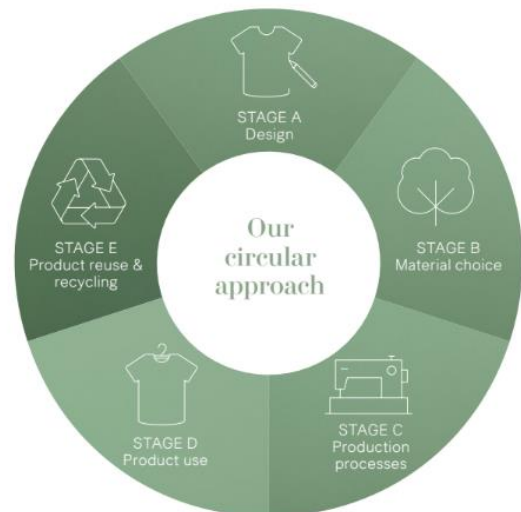 STAGE A
Design
STAGE B
Material choice
STAGE C
Production
processes
STAGE D
Product use
STAGE E
Product reuse &
recycling
Our
circular
approach